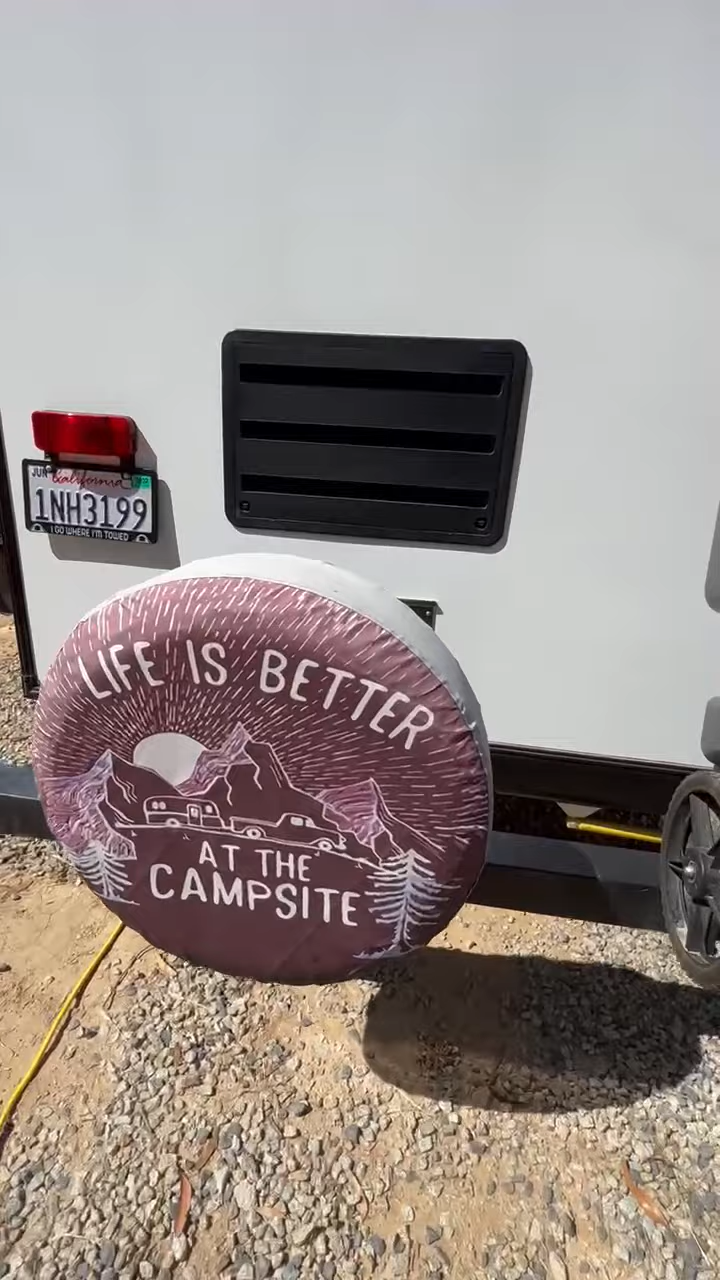 JUN California
1NH3199
I GO WHERE I'M TOWED
LIFE IS BETTER
AT THE
CAMPSITE